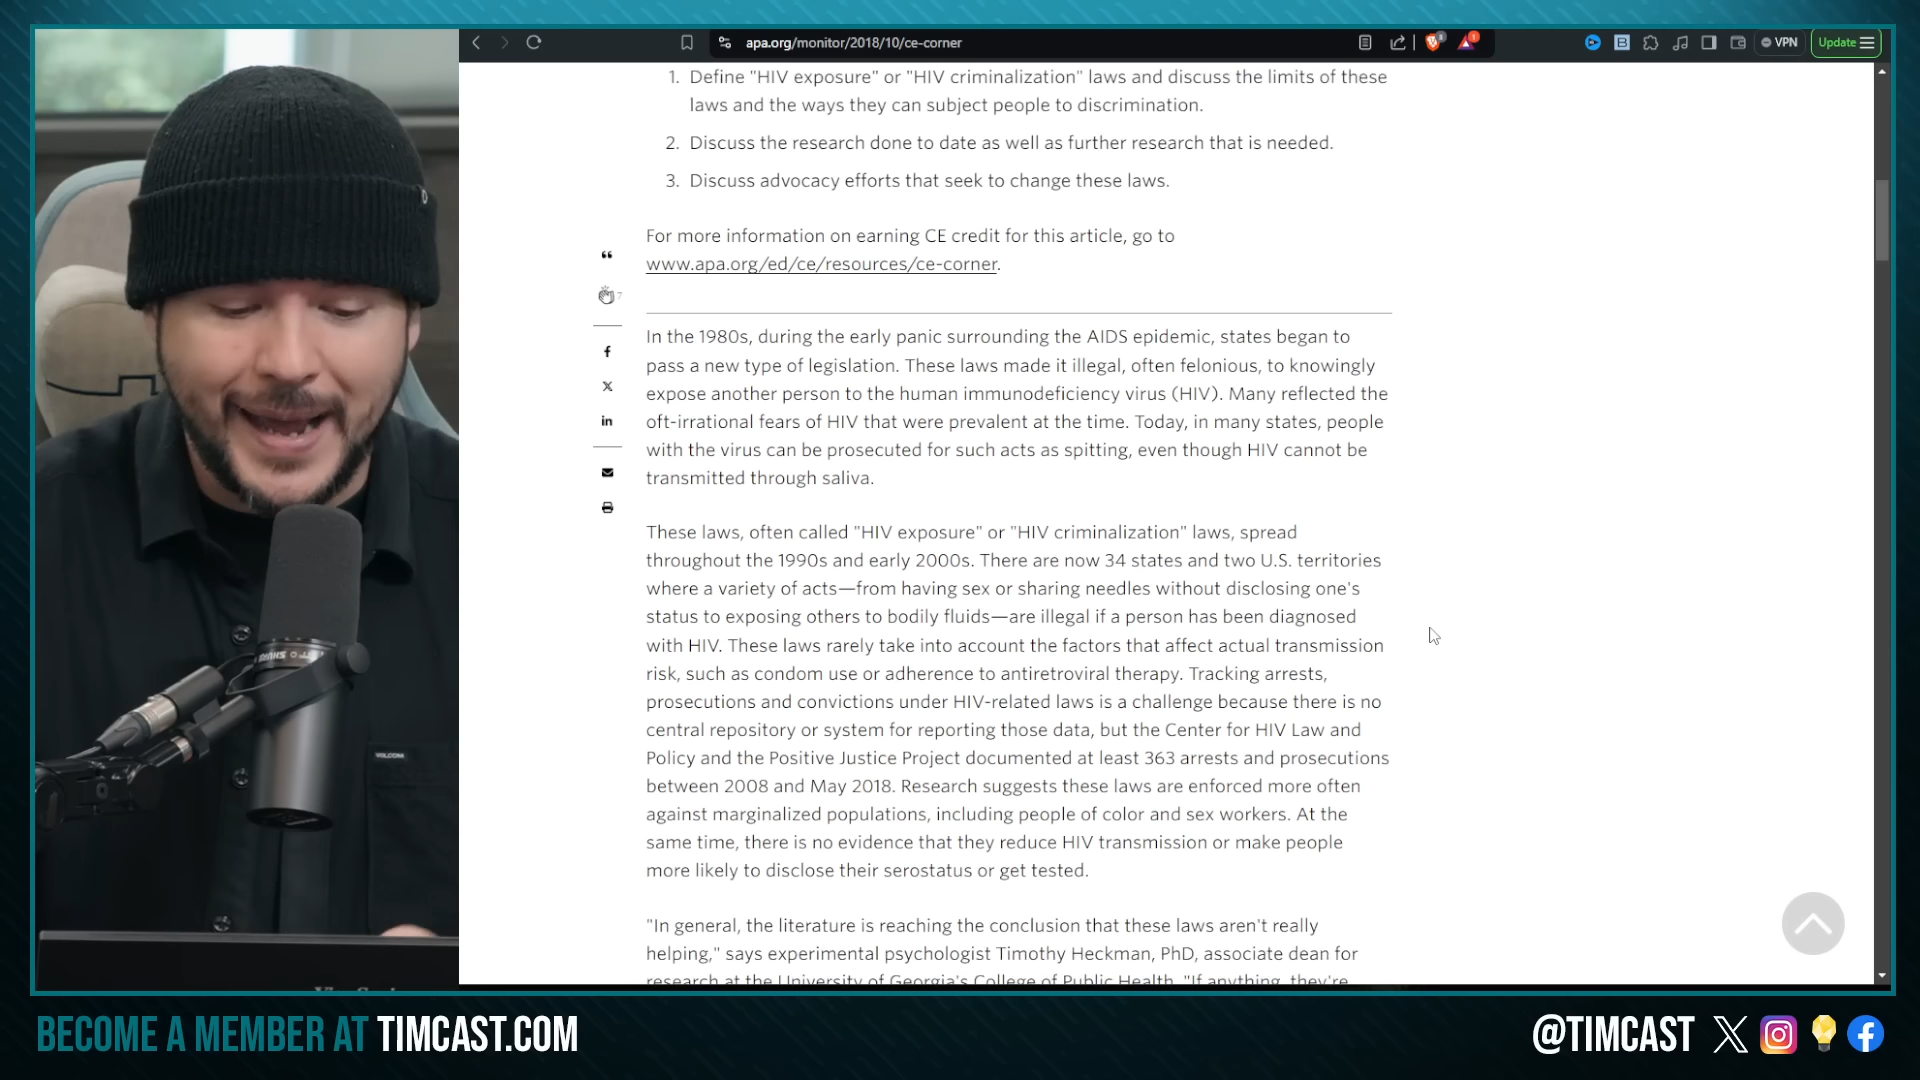 apa.org/monitor/2018/10/ce-corner
VPN
Update
1. Define "HIV exposure" or "HIV criminalization" laws and discuss the limits of these
laws and the ways they can subject people to discrimination.
2. Discuss the research done to date as well as further research that is needed.
3. Discuss advocacy efforts that seek to change these laws.
For more information on earning CE credit for this article, go to
www.apa.org/ed/ce/resources/ce-corner.
7
In the 1980s, during the early panic surrounding the AIDS epidemic, states began to
pass a new type of legislation. These laws made it illegal, often felonious, to knowingly
expose another person to the human immunodeficiency virus (HIV). Many reflected the
oft-irrational fears of HIV that were prevalent at the time. Today, in many states, people
with the virus can be prosecuted for such acts as spitting, even though HIV cannot be
transmitted through saliva.
These laws, often called "HIV exposure" or "HIV criminalization" laws, spread
throughout the 1990s and early 2000s. There are now 34 states and two U.S. territories
where a variety of acts—from having sex or sharing needles without disclosing one's
status to exposing others to bodily fluids—are illegal if a person has been diagnosed
with HIV. These laws rarely take into account the factors that affect actual transmission
risk, such as condom use or adherence to antiretroviral therapy. Tracking arrests,
prosecutions and convictions under HIV-related laws is a challenge because there is no
central repository or system for reporting those data, but the Center for HIV Law and
Policy and the Positive Justice Project documented at least 363 arrests and prosecutions
between 2008 and May 2018. Research suggests these laws are enforced more often
against marginalized populations, including people of color and sex workers. At the
same time, there is no evidence that they reduce HIV transmission or make people
more likely to disclose their serostatus or get tested.
"In general, the literature is reaching the conclusion that these laws aren't really
helping," says experimental psychologist Timothy Heckman, PhD, associate dean for
research at the University of Georgia's College of Public Health. "If anything, they're
VOLCOM
BECOME A MEMBER AT TIMCAST.COM
@TIMCAST